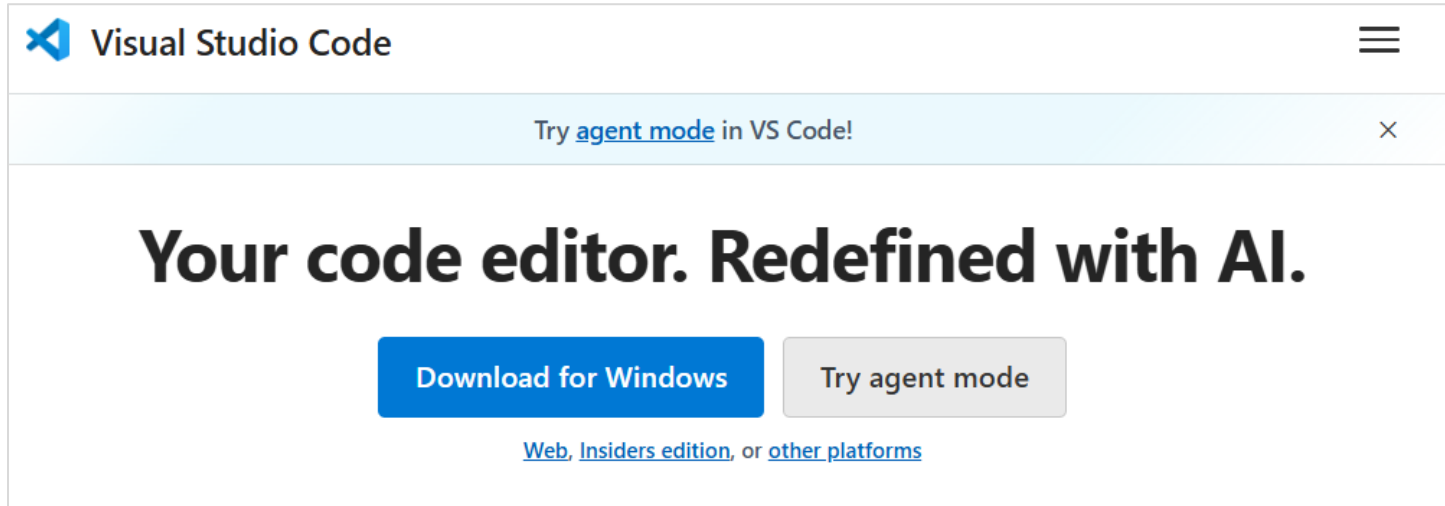 Visual Studio Code
Try agent mode in VS Code!
Your code editor. Redefined with AI.
Download for Windows
Try agent mode
Web, Insiders edition, or other platforms